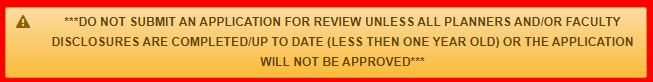 ***DO NOT SUBMIT AN APPLICATION FOR REVIEW UNLESS ALL PLANNERS AND/OR FACULTY
DISCLOSURES ARE COMPLETED/UP TO DATE (LESS THEN ONE YEAR OLD) OR THE APPLICATION
WILL NOT BE APPROVED***